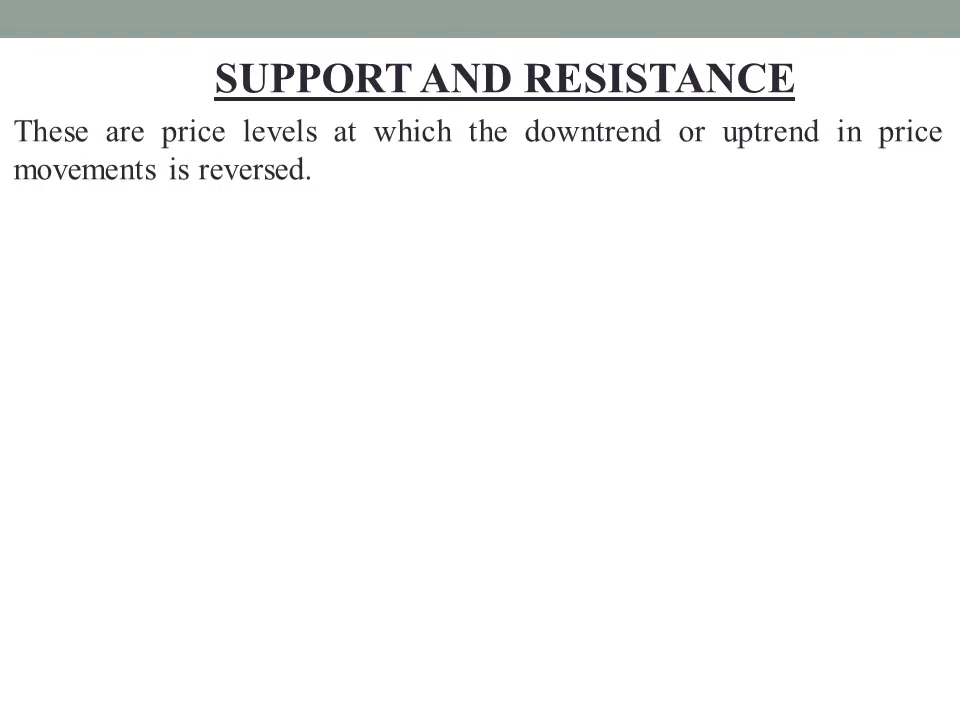 SUPPORT AND RESISTANCE
These are price levels at which the downtrend or uptrend in price
movements is reversed.